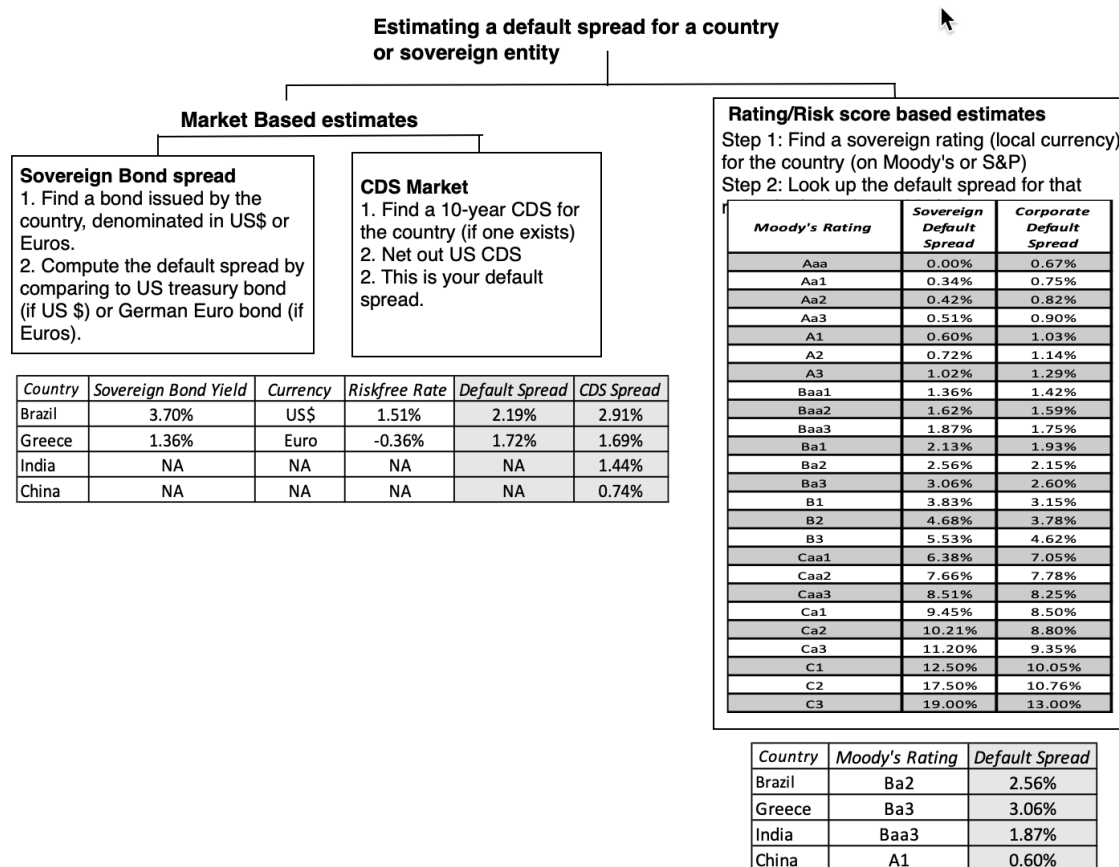 Estimating a default spread for a country
or sovereign entity
Market Based estimates
Sovereign Bond spread
1. Find a bond issued by the
country, denominated in US$ or
Euros.
2. Compute the default spread by
comparing to US treasury bond
(if US $) or German Euro bond (if
Euros).
CDS Market
1. Find a 10-year CDS for
the country (if one exists)
2. Net out US CDS
2. This is your default
spread.
Country Sovereign Bond Yield Currency Riskfree Rate Default Spread CDS Spread
Brazil 3.70% US$ 1.51% 2.19% 2.91%
Greece 1.36% Euro -0.36% 1.72% 1.69%
India NA NA NA NA 1.44%
China NA NA NA NA 0.74%
Rating/Risk score based estimates
Step 1: Find a sovereign rating (local currency)
for the country (on Moody's or S&P)
Step 2: Look up the default spread for that
Moody's Rating Sovereign Default Spread Corporate Default Spread
Aaa 0.00% 0.67%
Aa1 0.34% 0.75%
Aa2 0.42% 0.82%
Aa3 0.51% 0.90%
A1 0.60% 1.03%
A2 0.72% 1.14%
A3 1.02% 1.29%
Baa1 1.36% 1.42%
Baa2 1.62% 1.59%
Baa3 1.87% 1.75%
Ba1 2.13% 1.93%
Ba2 2.56% 2.15%
Ba3 3.06% 2.60%
B1 3.83% 3.15%
B2 4.68% 3.78%
B3 5.53% 4.62%
Caa1 6.38% 7.05%
Caa2 7.66% 7.78%
Caa3 8.51% 8.25%
Ca1 9.45% 8.50%
Ca2 10.21% 8.80%
Ca3 11.20% 9.35%
C1 12.50% 10.05%
C2 17.50% 10.76%
C3 19.00% 13.00%
Country Moody's Rating Default Spread
Brazil Ba2 2.56%
Greece Ba3 3.06%
India Baa3 1.87%
China A1 0.60%